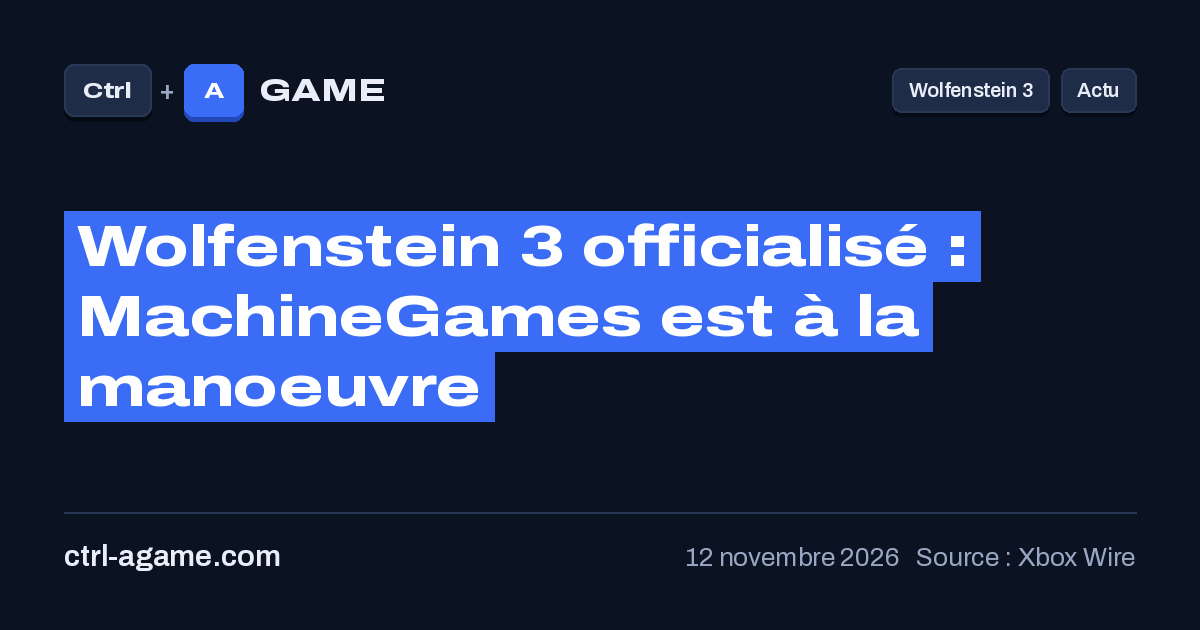 Ctrl + A GAME
Wolfenstein 3 Actu
Wolfenstein 3 officialisé :
MachineGames est à la
manoeuvre
ctrl-agame.com
12 novembre 2026 Source : Xbox Wire